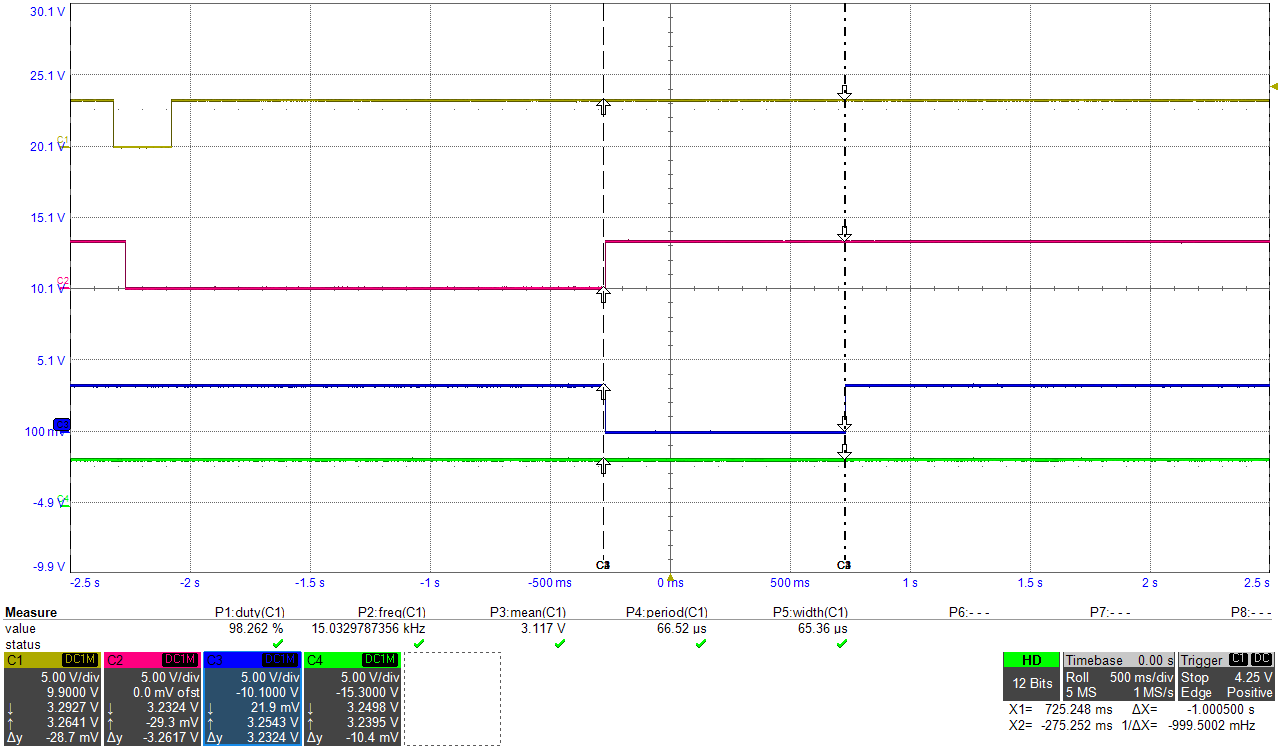 30.1 V
25.1 V
C1
20.1 V
15.1 V
C2
10.1 V
5.1 V
C3
100 mV
C4
-4.9 V
-9.9 V
-2.5 s -2 s -1.5 s -1 s -500 ms 0 ms 500 ms 1 s 1.5 s 2 s 2.5 s
Measure P1:duty(C1) P2:freq(C1) P3:mean(C1) P4:period(C1) P5:width(C1) P6:- - - P7:- - - P8:- - -
value 98.262 % 15.0329787356 kHz 3.117 V 66.52 µs 65.36 µs
status
C1 DC1M C2 DC1M C3 DC1M C4 DC1M HD Timebase 0.00 s Trigger C1 DC
5.00 V/div 5.00 V/div 5.00 V/div 5.00 V/div 12 Bits Roll 500 ms/div Stop 4.25 V
9.9000 V 0.0 mV ofst -10.1000 V -15.3000 V 5 MS 1 MS/s Edge Positive
↓ 3.2927 V ↓ 3.2324 V ↓ 21.9 mV ↓ 3.2498 V X1= 725.248 ms ΔX= -1.000500 s
↑ 3.2641 V ↑ -29.3 mV ↑ 3.2543 V ↑ 3.2395 V X2= -275.252 ms 1/ΔX= -999.5002 mHz
Δy -28.7 mV Δy -3.2617 V Δy 3.2324 V Δy -10.4 mV